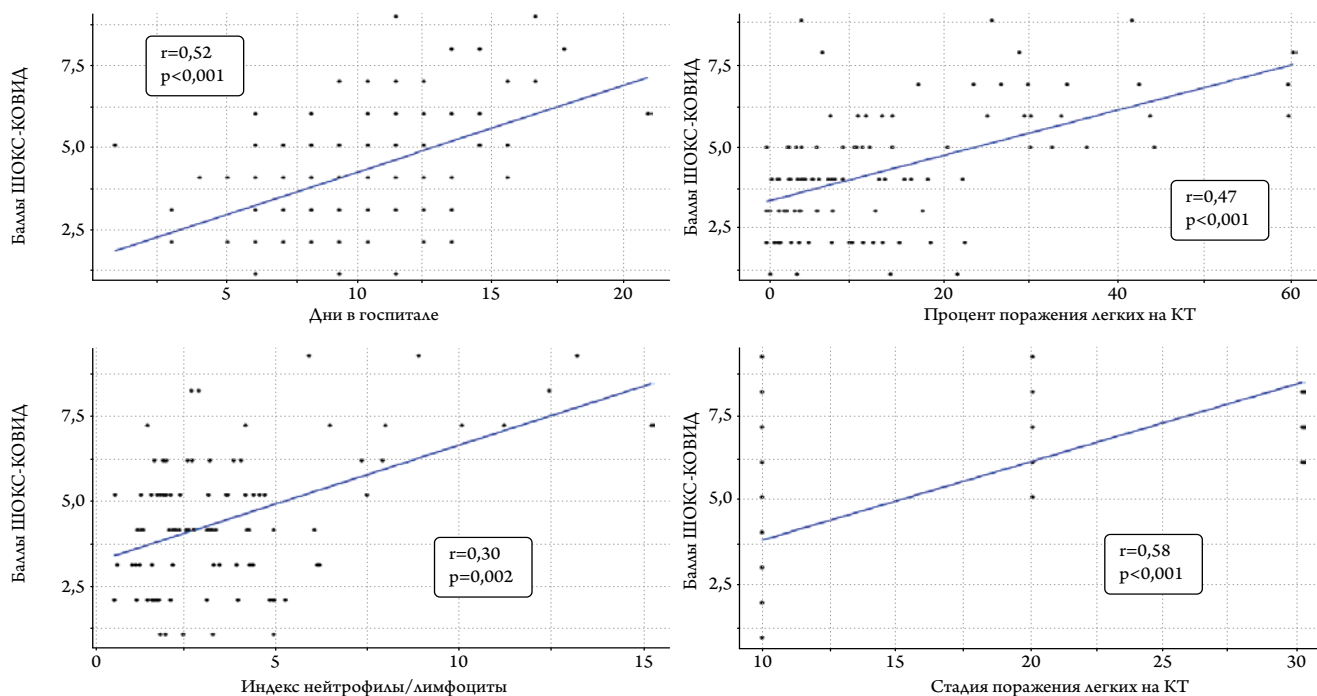 Баллы ШОКС-КОВИД
7,5
5,0
2,5
r=0,52
p<0,001
5
10
15
20
Дни в госпитале
Баллы ШОКС-КОВИД
7,5
5,0
2,5
r=0,47
p<0,001
0
20
40
60
Процент поражения легких на КТ
Баллы ШОКС-КОВИД
7,5
5,0
2,5
r=0,30
p=0,002
0
5
10
15
Индекс нейтрофилы/лимфоциты
Баллы ШОКС-КОВИД
7,5
5,0
2,5
r=0,58
p<0,001
10
15
20
25
30
Стадия поражения легких на КТ